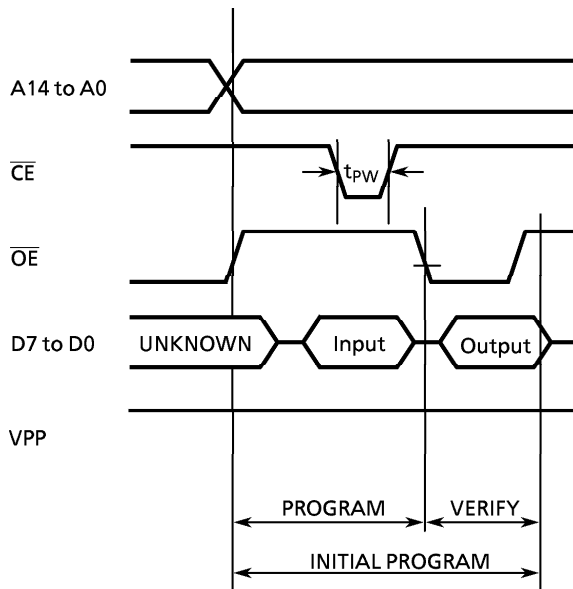 A14 to A0
CE
tPW
OE
D7 to D0
UNKNOWN
Input
Output
VPP
PROGRAM
VERIFY
INITIAL PROGRAM